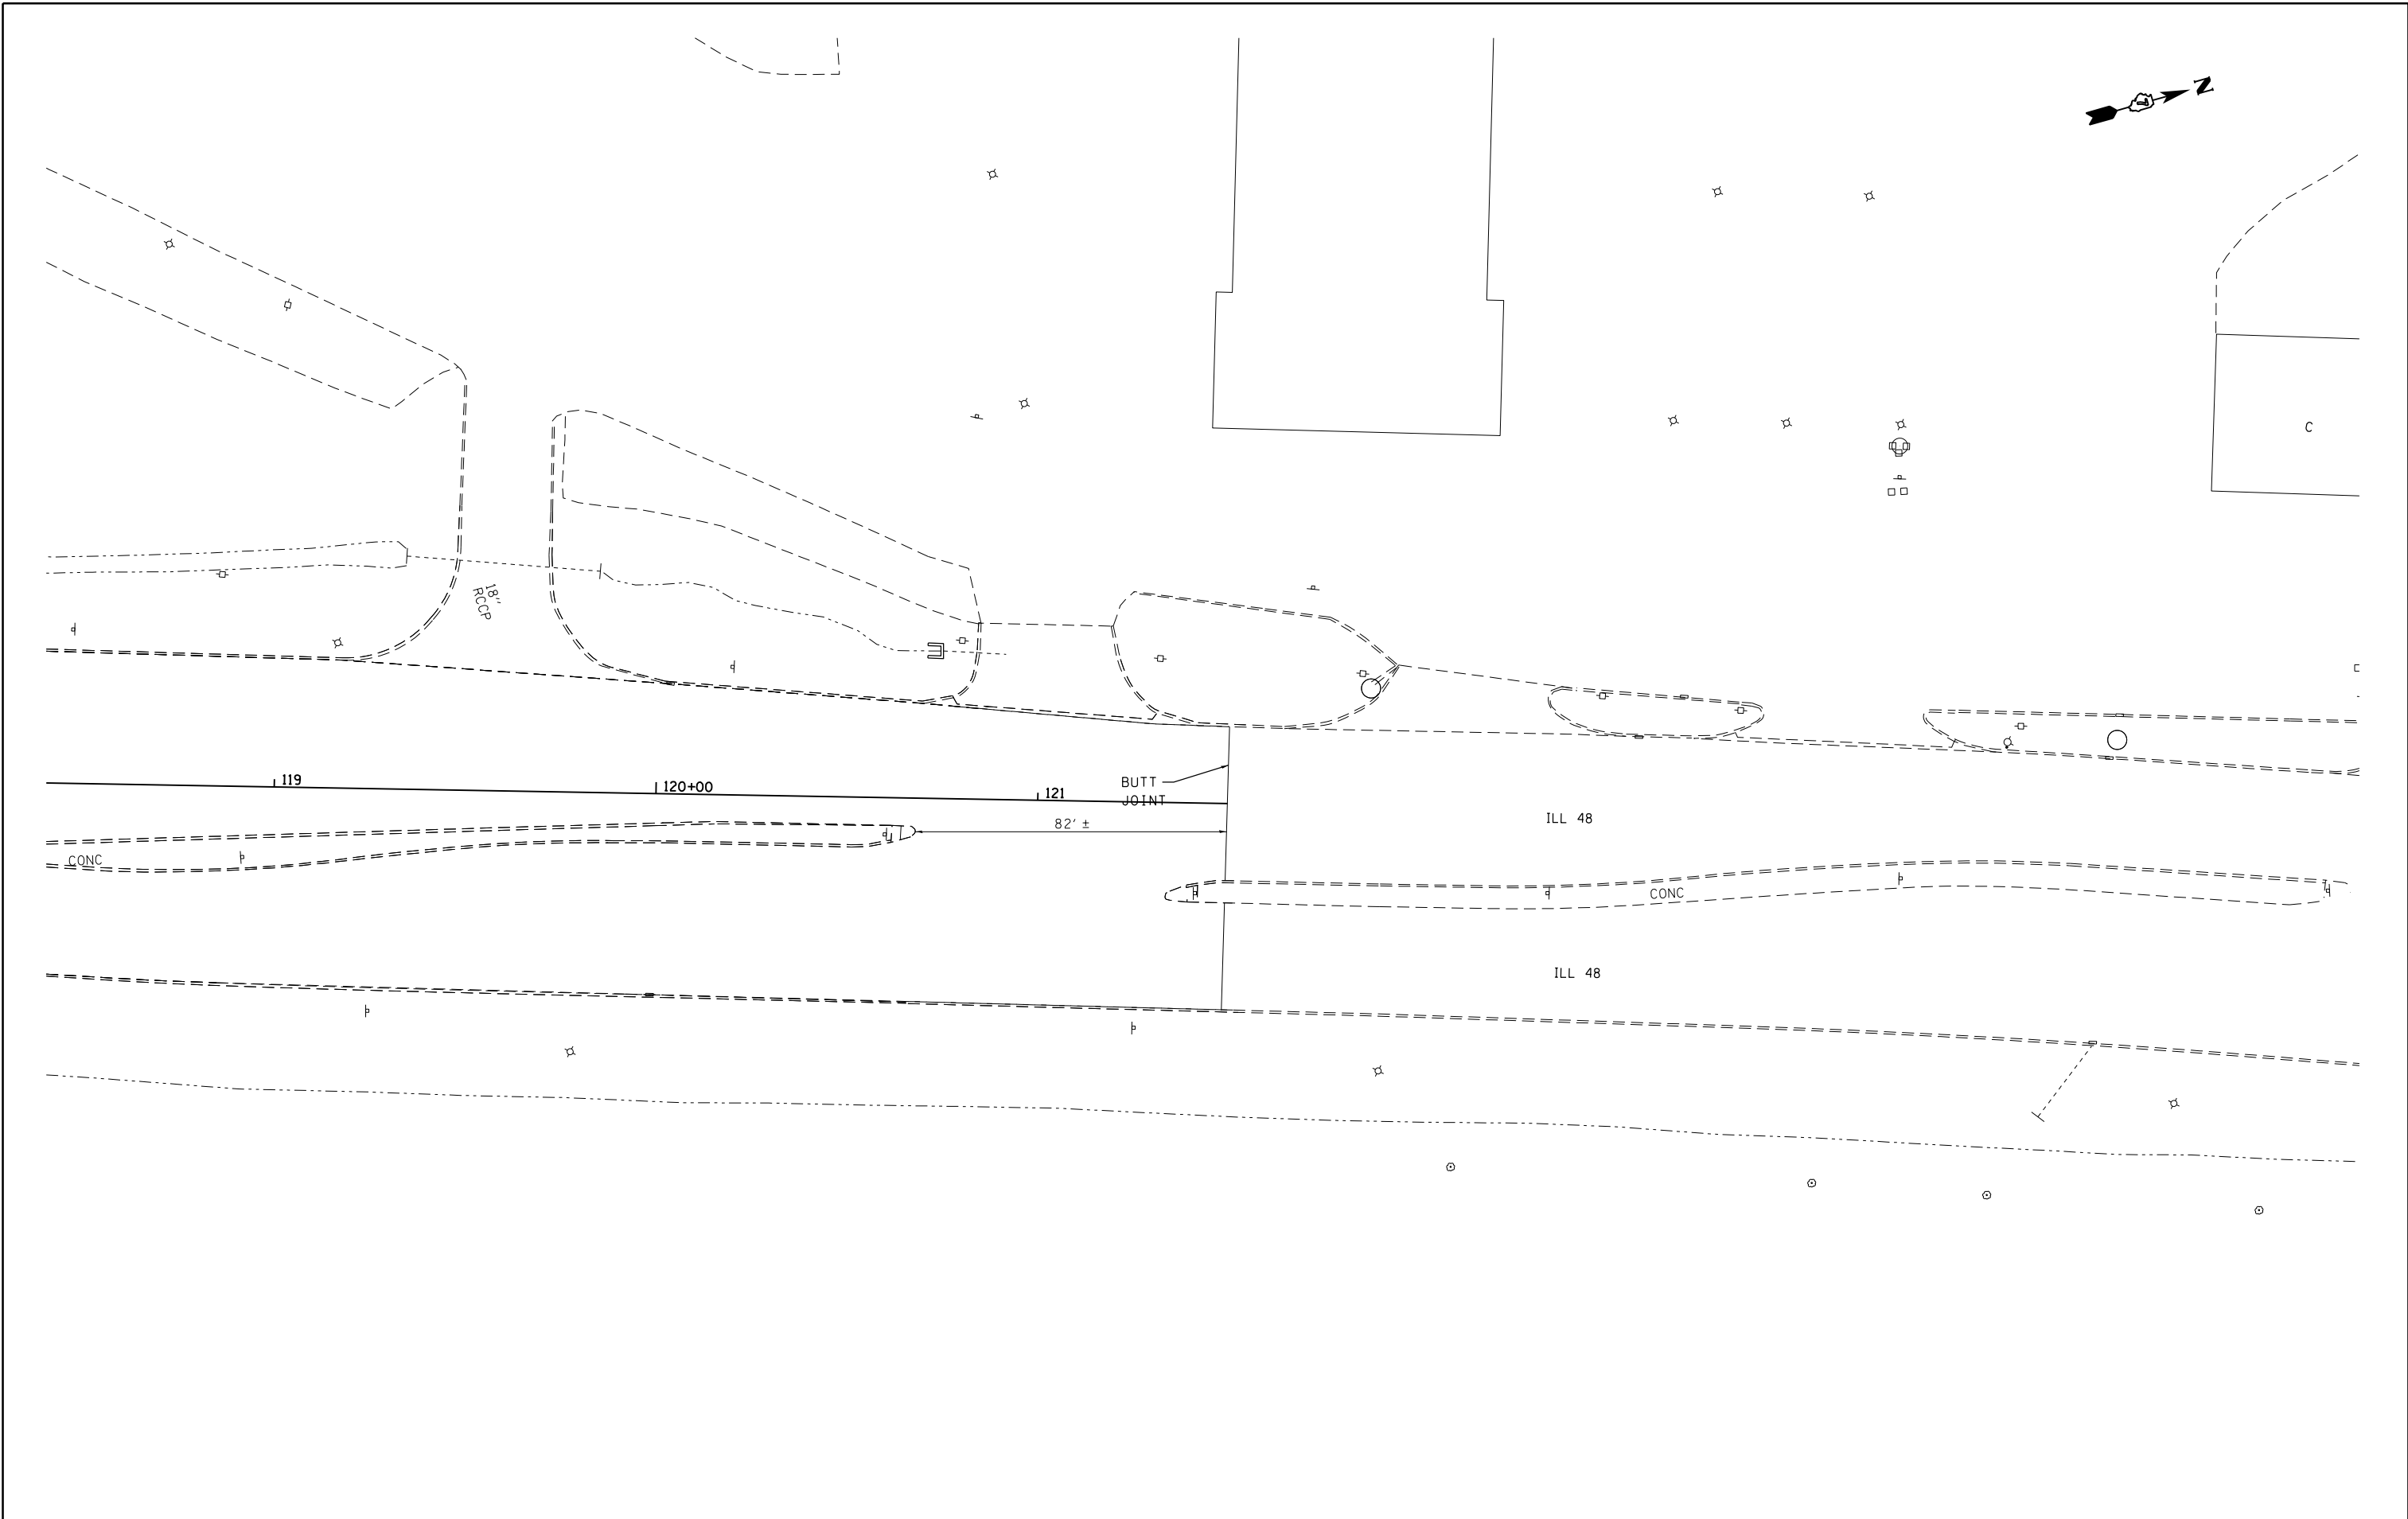 N
C
18"
RCCP
119
120+00
121
BUTT
JOINT
82' ±
ILL 48
CONC
CONC
ILL 48